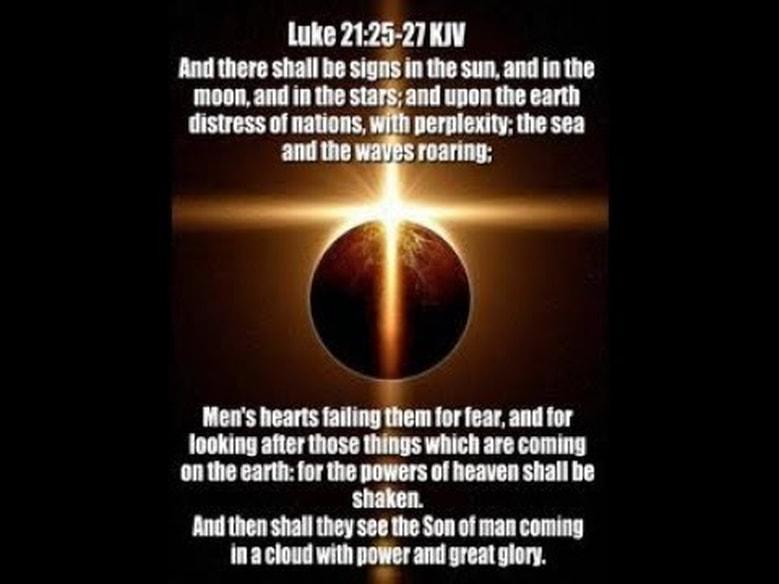 Luke 21:25-27 KJV
And there shall be signs in the sun, and in the
moon, and in the stars; and upon the earth
distress of nations, with perplexity; the sea
and the waves roaring;
Men's hearts failing them for fear, and for
looking after those things which are coming
on the earth: for the powers of heaven shall be
shaken.
And then shall they see the Son of man coming
in a cloud with power and great glory.